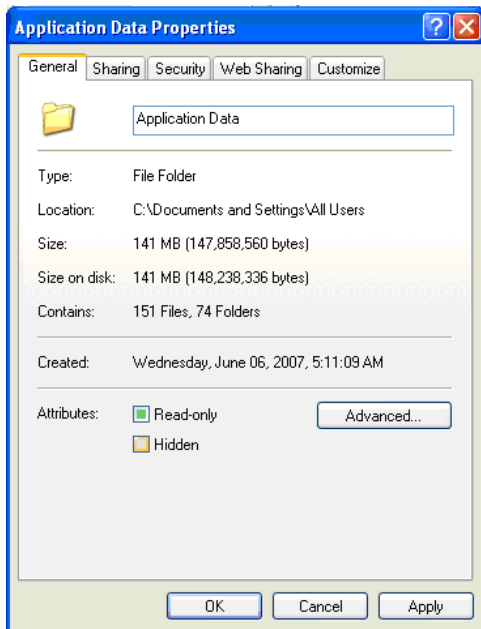 Application Data Properties
General Sharing Security Web Sharing Customize
Application Data
Type: File Folder
Location: C:\Documents and Settings\All Users
Size: 141 MB (147,858,560 bytes)
Size on disk: 141 MB (148,238,336 bytes)
Contains: 151 Files, 74 Folders
Created: Wednesday, June 06, 2007, 5:11:09 AM
Attributes: Read-only Advanced...
Hidden
OK Cancel Apply